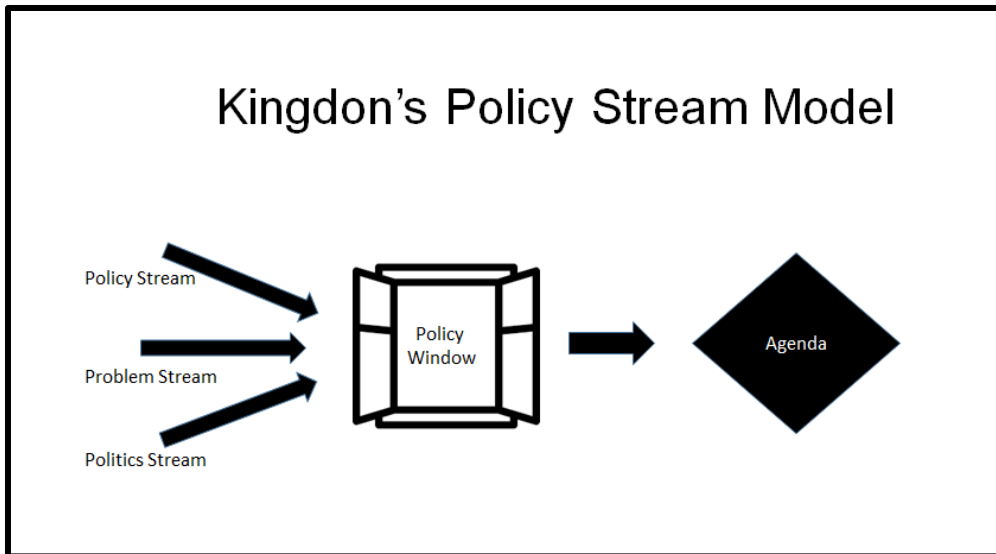 Kingdon’s Policy Stream Model
Policy Stream
Problem Stream
Politics Stream
Policy
Window
Agenda